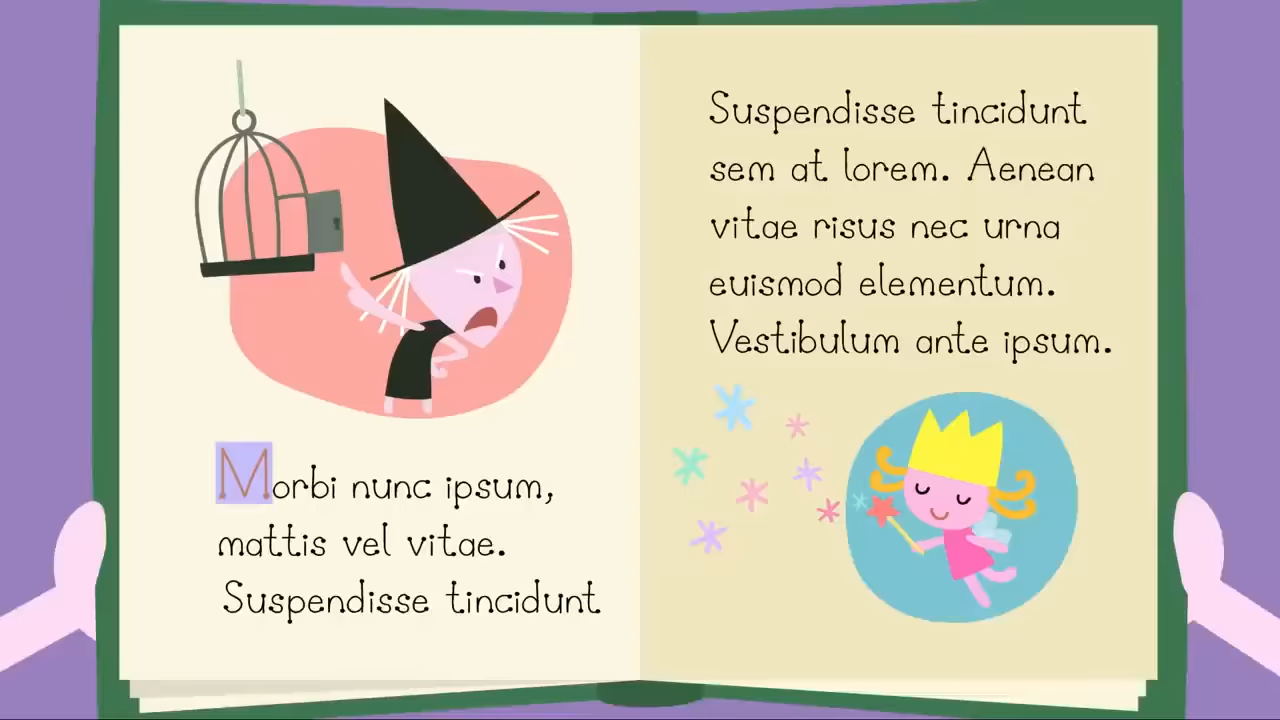 Morbi nunc ipsum,
mattis vel vitae.
Suspendisse tincidunt
Suspendisse tincidunt
sem at lorem. Aenean
vitae risus nec urna
euismod elementum.
Vestibulum ante ipsum.